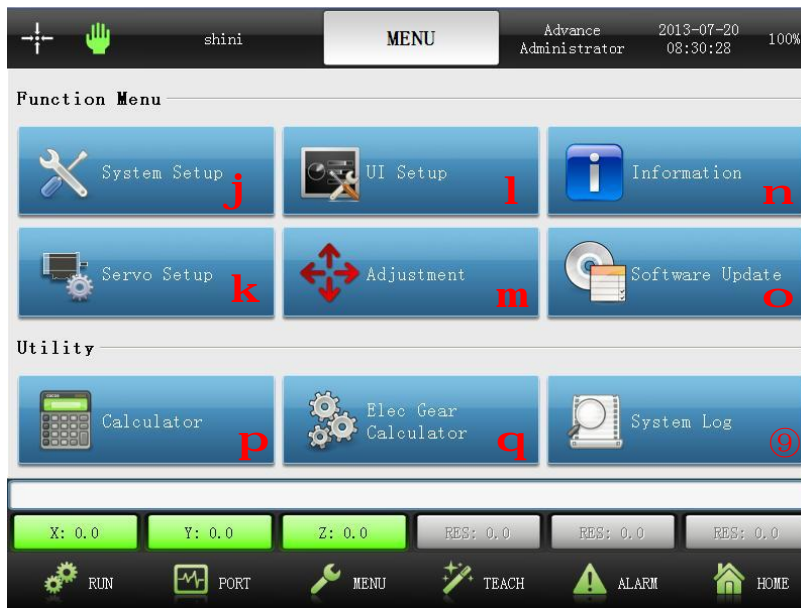 shini MENU Advance Administrator 2013-07-20 08:30:28 100%
Function Menu
System Setup j UI Setup l Information n
Servo Setup k Adjustment m Software Update o
Utility
Calculator p Elec Gear Calculator q System Log ⑨
X: 0.0 Y: 0.0 Z: 0.0 RES: 0.0 RES: 0.0 RES: 0.0
RUN PORT MENU TEACH ALARM HOME